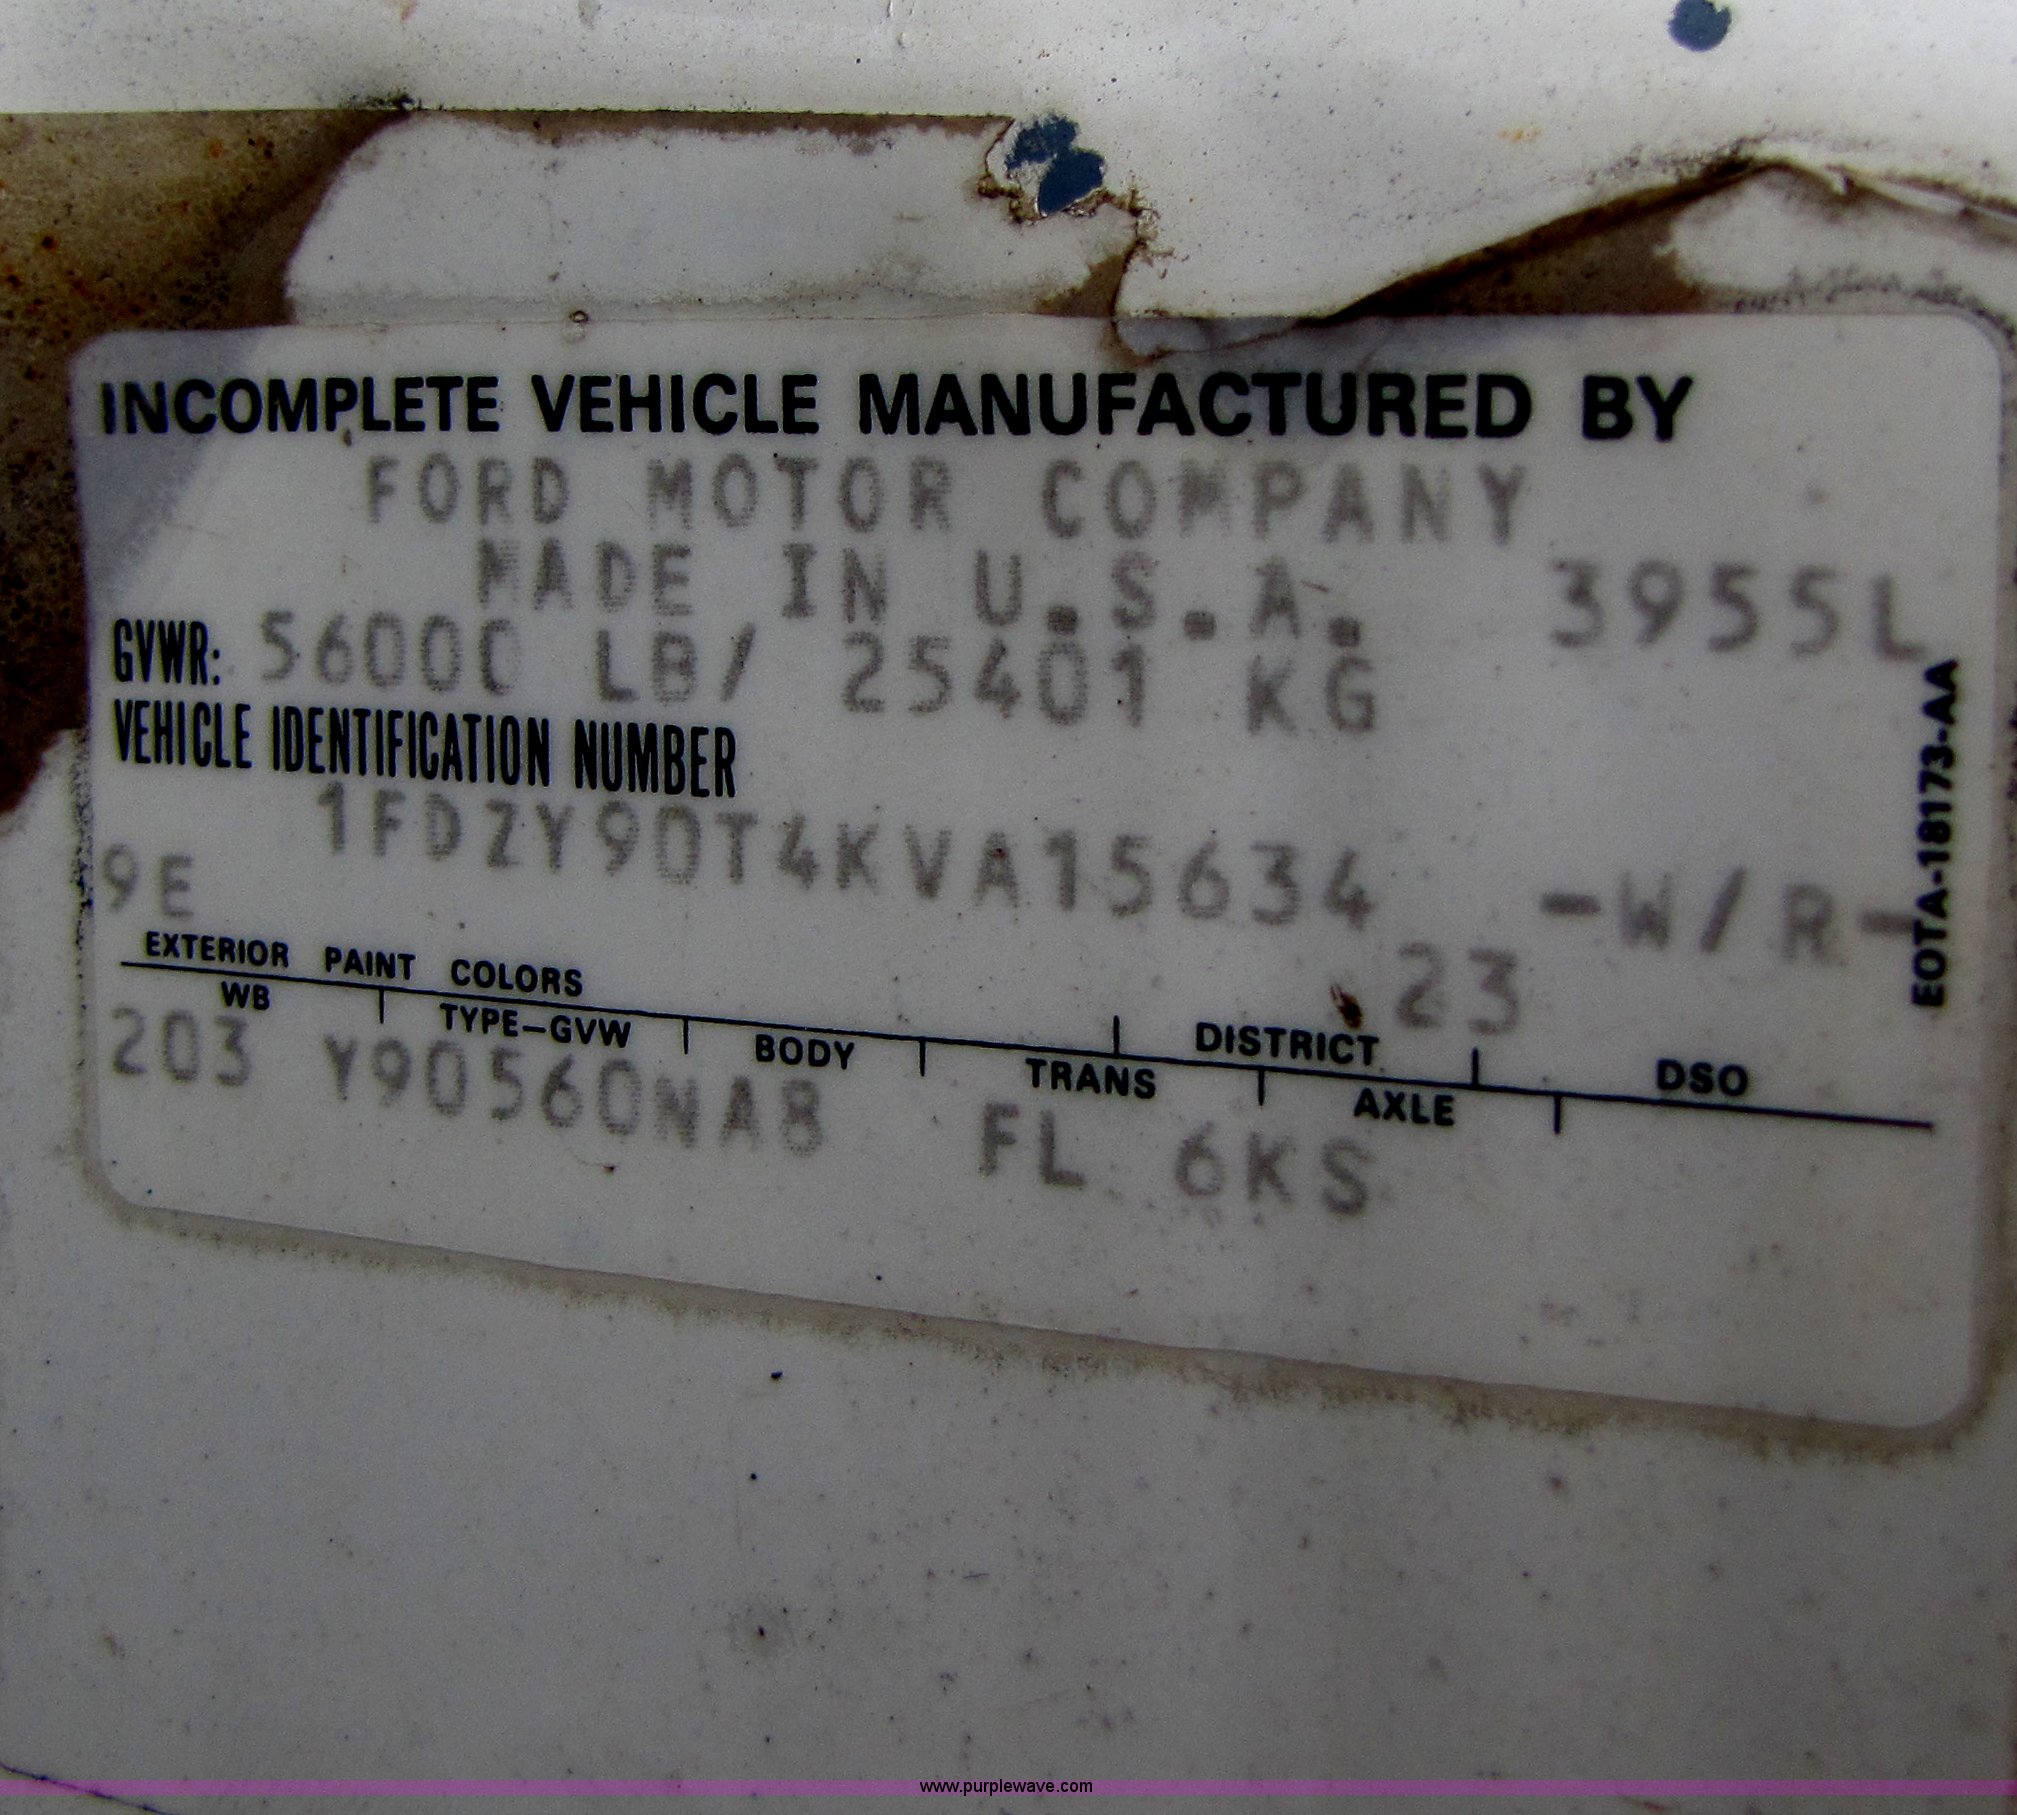 INCOMPLETE VEHICLE MANUFACTURED BY
FORD MOTOR COMPANY
MADE IN U.S.A. 3955L
GVWR: 56000 LB/ 25401 KG
VEHICLE IDENTIFICATION NUMBER
1FDZY90T4KVA15634 -W/R-
9E
23
EXTERIOR PAINT COLORS DISTRICT DSO
WB TYPE-GVW BODY TRANS AXLE
203 Y90560NA8 FL 6KS
EOTA-18173-AA
www.purplewave.com